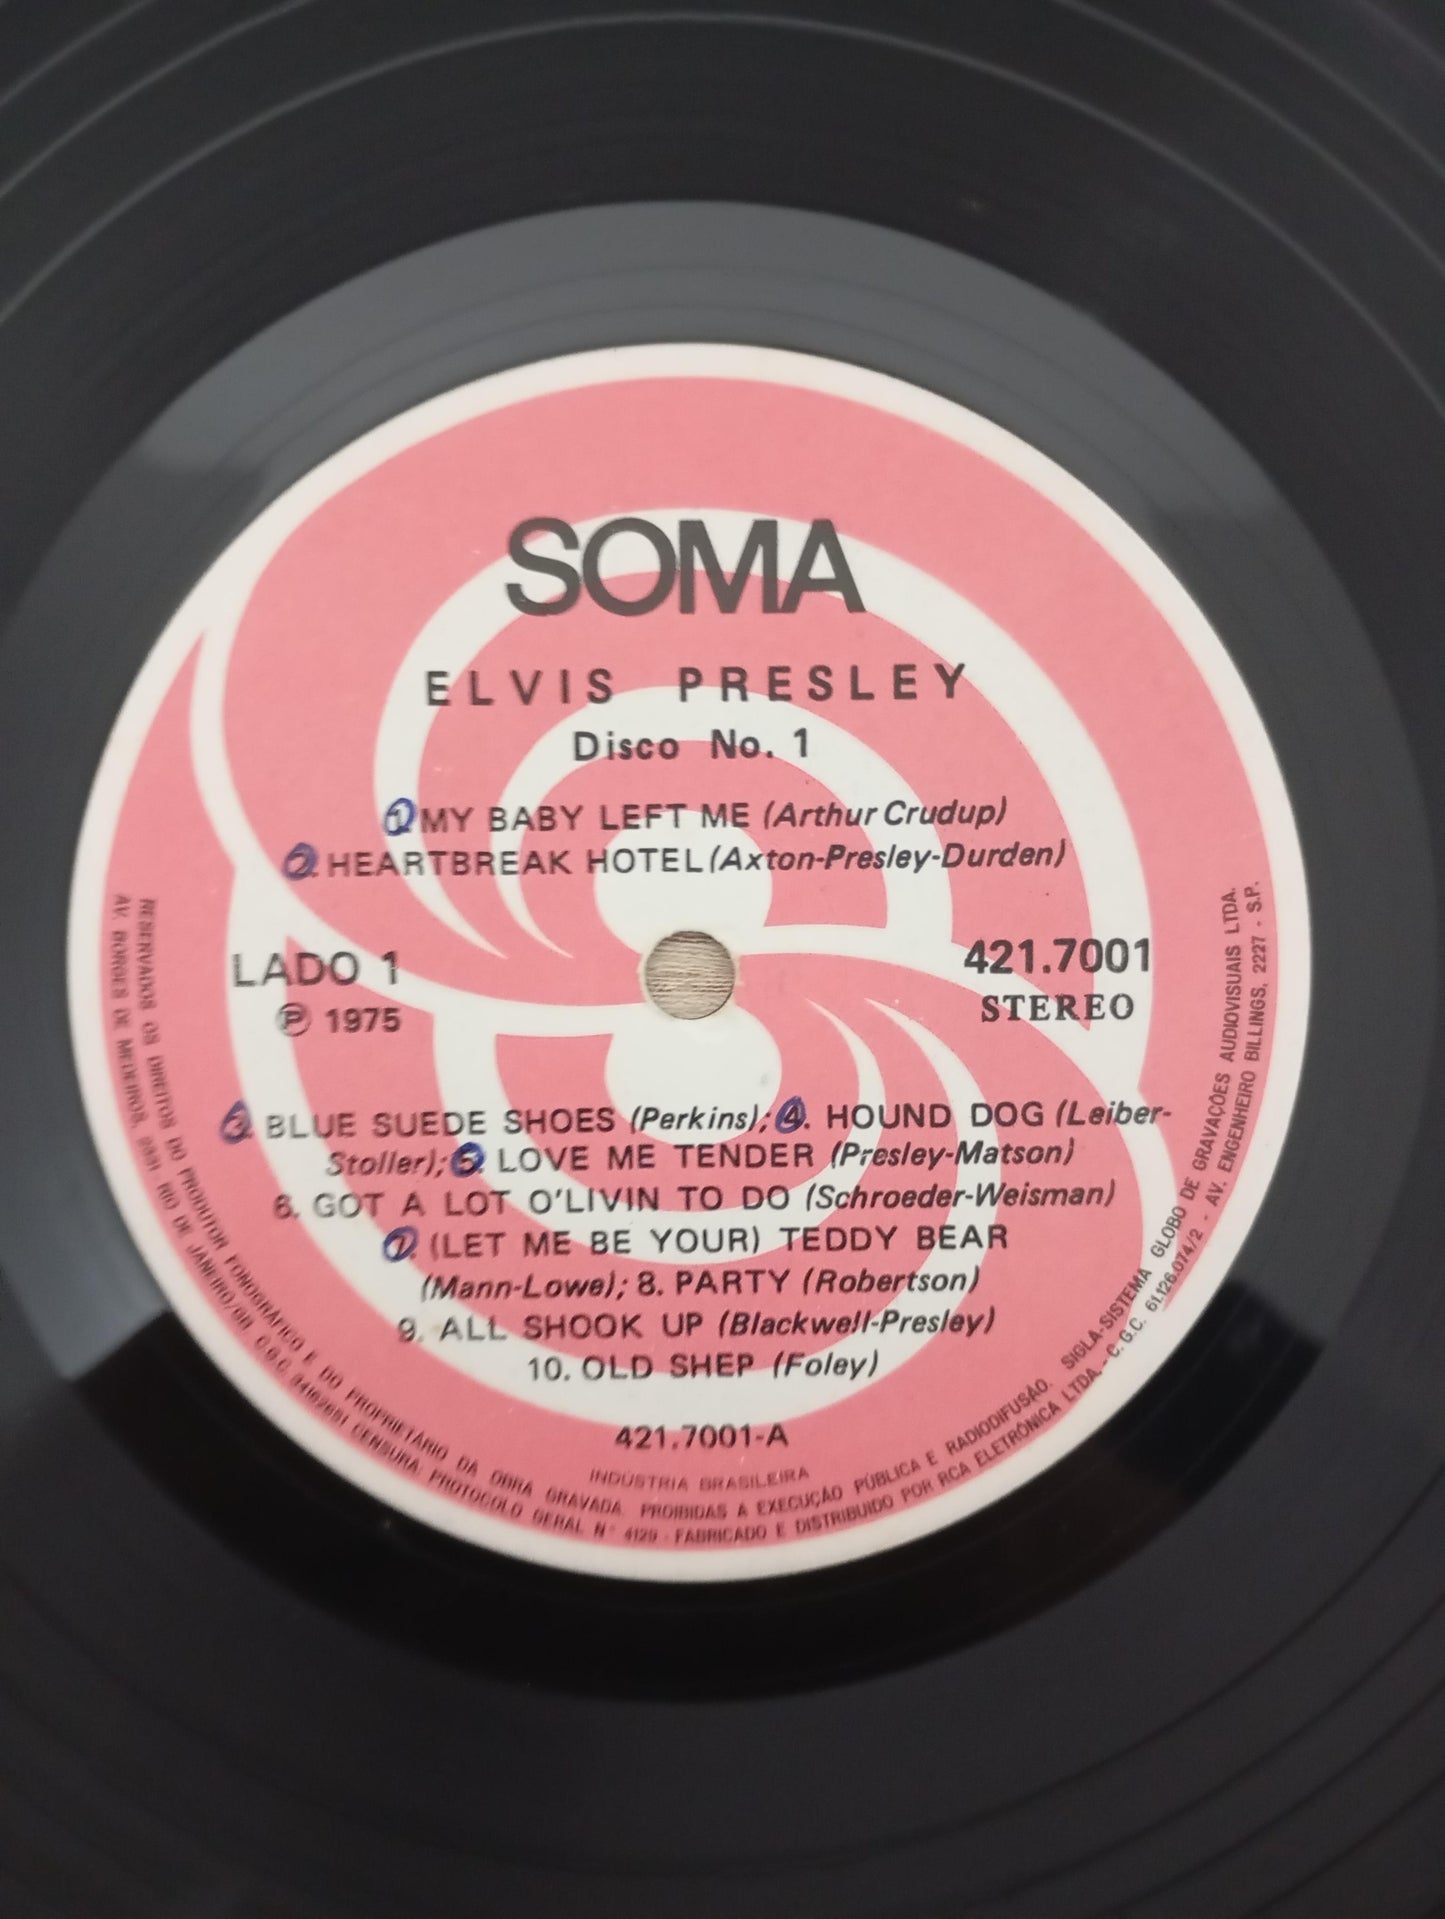 SOMA
ELVIS PRESLEY
Disco No. 1
1. MY BABY LEFT ME (Arthur Crudup)
2. HEARTBREAK HOTEL (Axton-Presley-Durden)
LADO 1
℗ 1975
421.7001
STEREO
3. BLUE SUEDE SHOES (Perkins); 4. HOUND DOG (Leiber-
Stoller); 5. LOVE ME TENDER (Presley-Matson)
6. GOT A LOT O'LIVIN TO DO (Schroeder-Weisman)
7. (LET ME BE YOUR) TEDDY BEAR
(Mann-Lowe); 8. PARTY (Robertson)
9. ALL SHOOK UP (Blackwell-Presley)
10. OLD SHEP (Foley)
421.7001-A
INDÚSTRIA BRASILEIRA
RESERVADOS OS DIREITOS DO PRODUTOR FONOGRÁFICO E DO PROPRIETÁRIO DA OBRA GRAVADA. PROIBIDAS A EXECUÇÃO PÚBLICA E RADIODIFUSÃO. SIGLA-SISTEMA GLOBO DE GRAVAÇÕES AUDIOVISUAIS LTDA.
AV. BORGES DE MEDEIROS, 2531 RIO DE JANEIRO/GB. C.G.C. 34162651 CENSURA: PROTOCOLO GERAL Nº 4129 - FABRICADO E DISTRIBUIDO POR RCA ELETRÔNICA LTDA. - C.G.C. 61.126.074/2 - AV. ENGENHEIRO BILLINGS, 2227 - S.P.